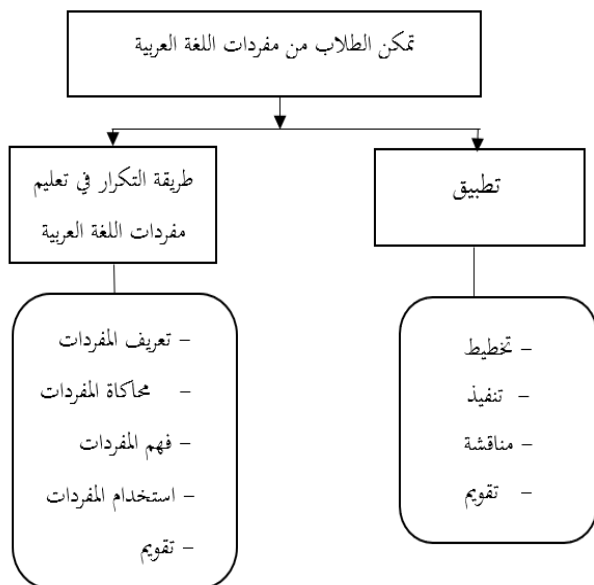 تمكن الطلاب من مفردات اللغة العربية
تطبيق
- تخطيط
- تنفيذ
- مناقشة
- تقويم
طريقة التكرار في تعليم
مفردات اللغة العربية
- تعريف المفردات
- محاكاة المفردات
- فهم المفردات
- استخدام المفردات
- تقويم